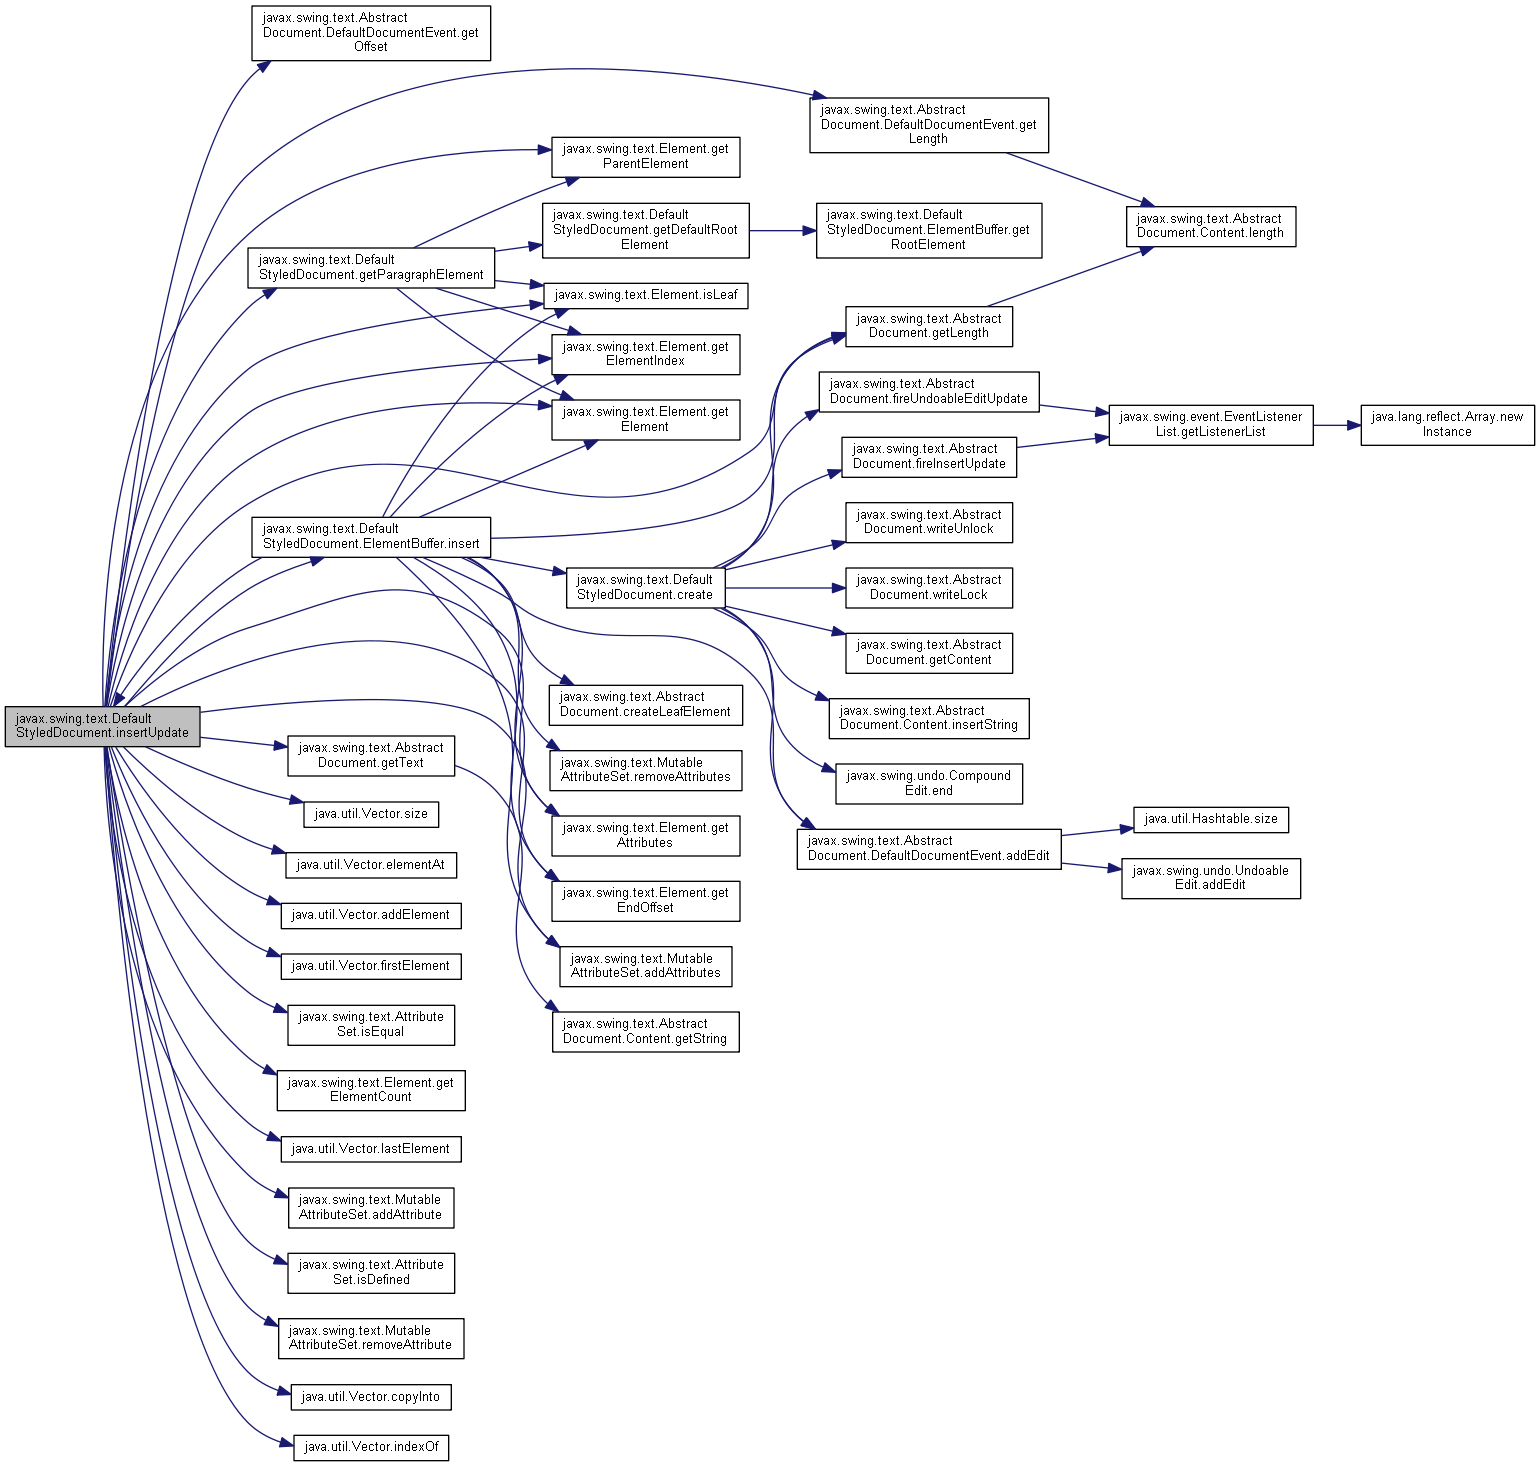 javax.swing.text.Abstract
Document.DefaultDocumentEvent.get
Offset
javax.swing.text.Abstract
Document.DefaultDocumentEvent.get
Length
javax.swing.text.Element.get
ParentElement
javax.swing.text.Default
StyledDocument.getDefaultRoot
Element
javax.swing.text.Default
StyledDocument.ElementBuffer.get
RootElement
javax.swing.text.Abstract
Document.Content.length
javax.swing.text.Default
StyledDocument.getParagraphElement
javax.swing.text.Element.isLeaf
javax.swing.text.Abstract
Document.getLength
javax.swing.text.Element.get
ElementIndex
javax.swing.text.Abstract
Document.fireUndoableEditUpdate
javax.swing.text.Element.get
Element
javax.swing.event.EventListener
List.getListenerList
java.lang.reflect.Array.new
Instance
javax.swing.text.Abstract
Document.fireInsertUpdate
javax.swing.text.Default
StyledDocument.ElementBuffer.insert
javax.swing.text.Abstract
Document.writeUnlock
javax.swing.text.Default
StyledDocument.create
javax.swing.text.Abstract
Document.writeLock
javax.swing.text.Abstract
Document.getContent
javax.swing.text.Abstract
Document.createLeafElement
javax.swing.text.Abstract
Document.Content.insertString
javax.swing.text.Default
StyledDocument.insertUpdate
javax.swing.text.Abstract
Document.getText
javax.swing.text.Mutable
AttributeSet.removeAttributes
javax.swing.undo.Compound
Edit.end
java.util.Vector.size
javax.swing.text.Element.get
Attributes
java.util.Hashtable.size
javax.swing.text.Abstract
Document.DefaultDocumentEvent.addEdit
java.util.Vector.elementAt
javax.swing.undo.Undoable
Edit.addEdit
javax.swing.text.Element.get
EndOffset
java.util.Vector.addElement
java.util.Vector.firstElement
javax.swing.text.Mutable
AttributeSet.addAttributes
javax.swing.text.Attribute
Set.isEqual
javax.swing.text.Abstract
Document.Content.getString
javax.swing.text.Element.get
ElementCount
java.util.Vector.lastElement
javax.swing.text.Mutable
AttributeSet.addAttribute
javax.swing.text.Attribute
Set.isDefined
javax.swing.text.Mutable
AttributeSet.removeAttribute
java.util.Vector.copyInto
java.util.Vector.indexOf